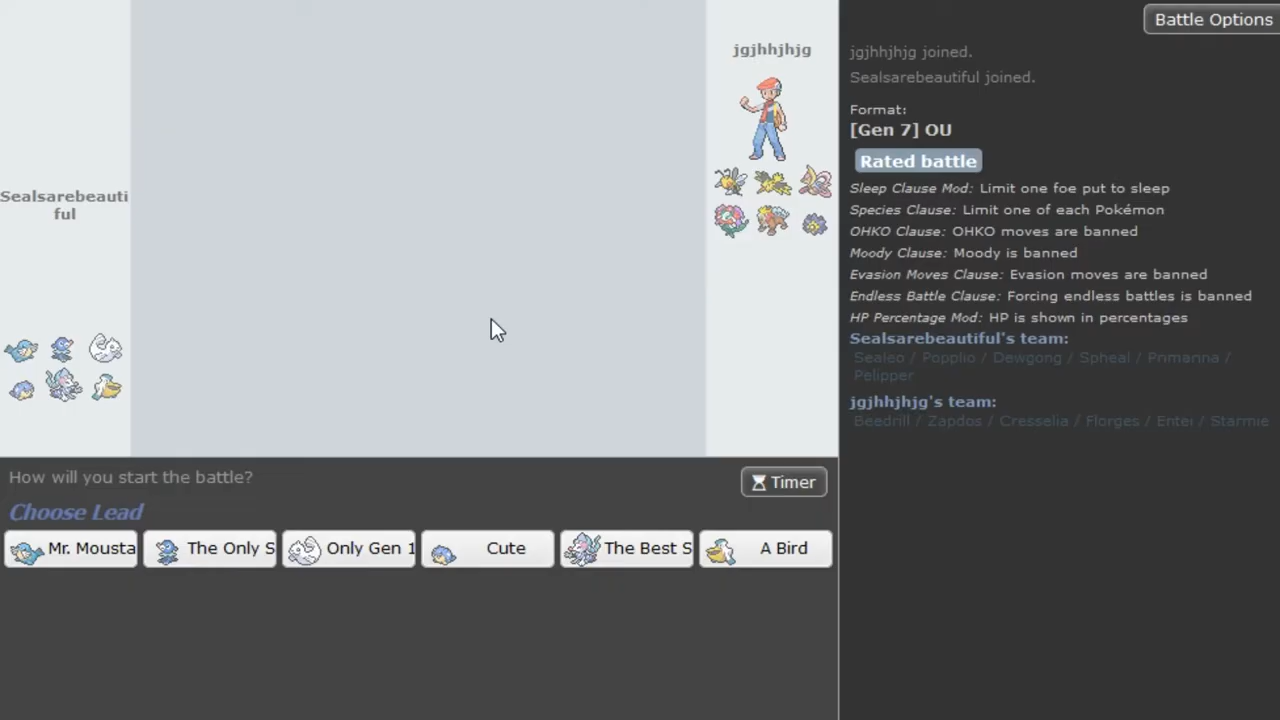 Battle Options
jgjhhjhjg
jgjhhjhjg joined.
Sealsarebeautiful joined.
Format:
[Gen 7] OU
Rated battle
Sleep Clause Mod: Limit one foe put to sleep
Species Clause: Limit one of each Pokémon
OHKO Clause: OHKO moves are banned
Moody Clause: Moody is banned
Evasion Moves Clause: Evasion moves are banned
Endless Battle Clause: Forcing endless battles is banned
HP Percentage Mod: HP is shown in percentages
Sealsarebeautiful's team:
Sealeo / Popplio / Dewgong / Spheal / Primarina /
Pelipper
jgjhhjhjg's team:
Beedrill / Zapdos / Cresselia / Florges / Entei / Starmie
Sealsarebeauti
ful
How will you start the battle?
Timer
Choose Lead
Mr. Mousta
The Only S
Only Gen 1
Cute
The Best S
A Bird